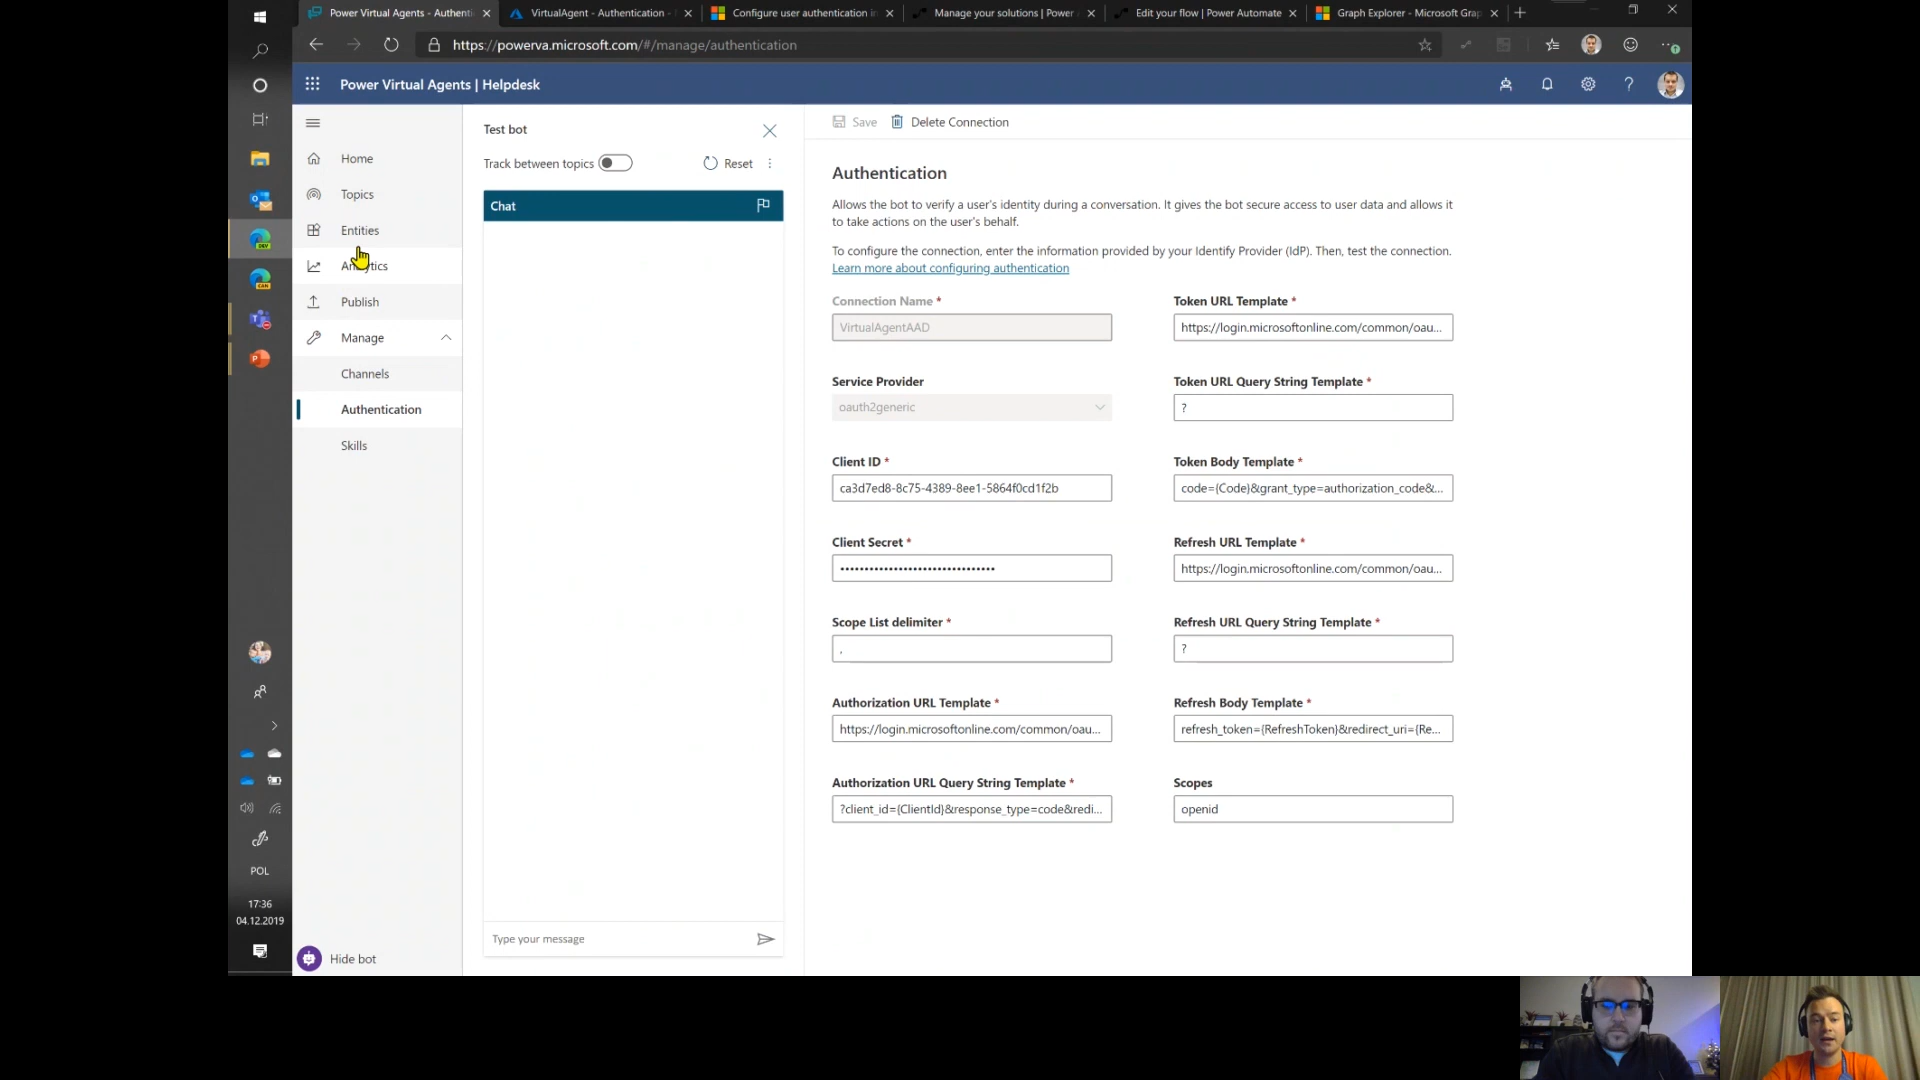 Power Virtual Agents - Authenti
VirtualAgent - Authentication -
Configure user authentication in
Manage your solutions | Power
Edit your flow | Power Automate
Graph Explorer - Microsoft Gra
https://powerva.microsoft.com/#/manage/authentication
Power Virtual Agents | Helpdesk
Home
Topics
Entities
Analytics
Publish
Manage
Channels
Authentication
Skills
Hide bot
POL
17:36
04.12.2019
Test bot
Track between topics
Reset
Chat
Type your message
Save
Delete Connection
Authentication
Allows the bot to verify a user's identity during a conversation. It gives the bot secure access to user data and allows it
to take actions on the user's behalf.
To configure the connection, enter the information provided by your Identify Provider (IdP). Then, test the connection.
Learn more about configuring authentication
Connection Name *
VirtualAgentAAD
Service Provider
oauth2generic
Client ID *
ca3d7ed8-8c75-4389-8ee1-5864f0cd1f2b
Client Secret *
Scope List delimiter *
,
Authorization URL Template *
https://login.microsoftonline.com/common/oau...
Authorization URL Query String Template *
?client_id={ClientId}&response_type=code&redi...
Token URL Template *
https://login.microsoftonline.com/common/oau...
Token URL Query String Template *
?
Token Body Template *
code={Code}&grant_type=authorization_code&...
Refresh URL Template *
https://login.microsoftonline.com/common/oau...
Refresh URL Query String Template *
?
Refresh Body Template *
refresh_token={RefreshToken}&redirect_uri={Re...
Scopes
openid